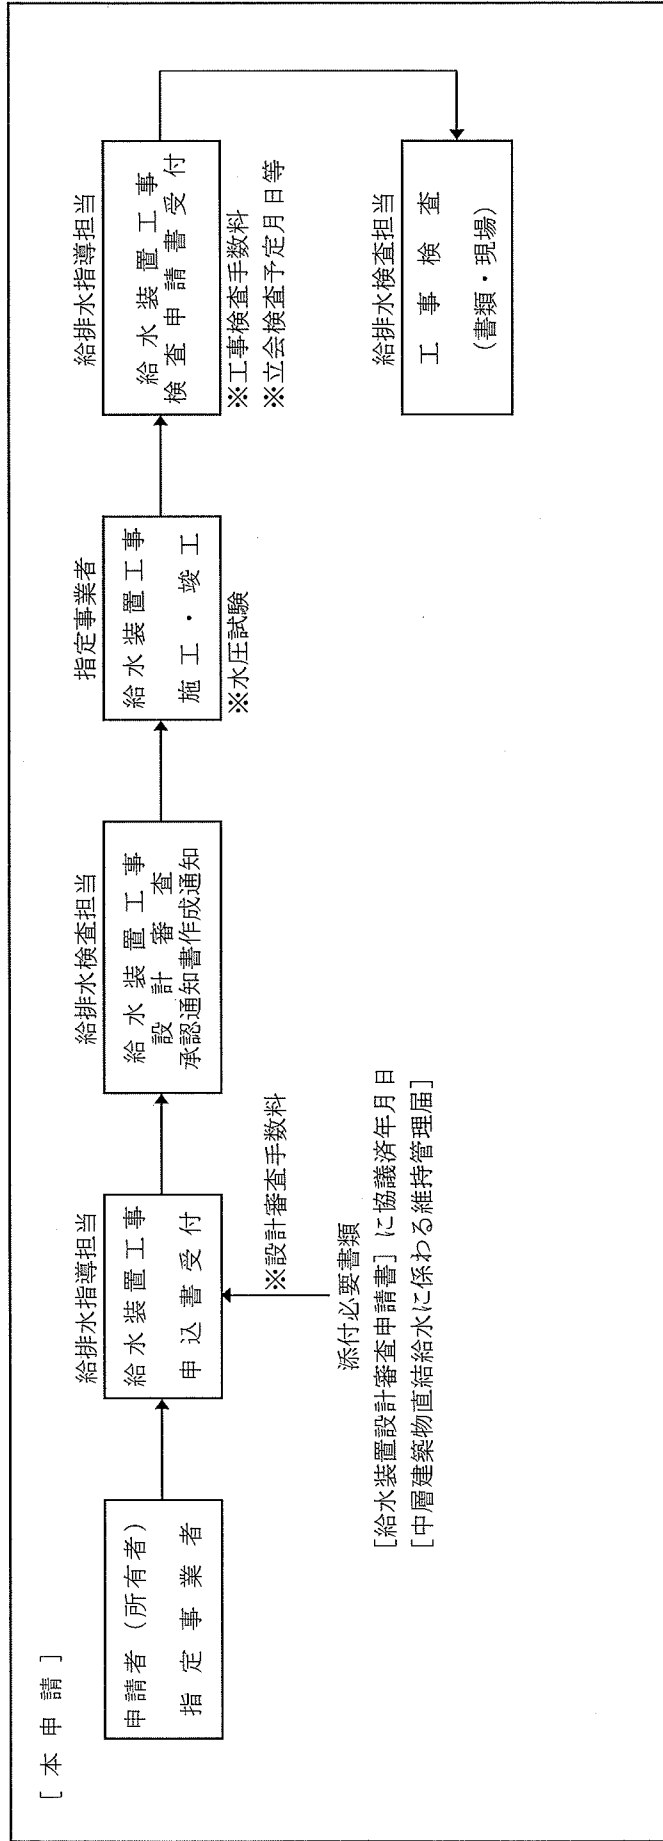 [ 本 申 請 ]
申請者（所有者）
指 定 事 業 者
給排水指導担当
給 水 装 置 工 事
申 込 書 受 付
※設計審査手数料
添付必要書類
[給水装置設計審査申請書］に協議済年月日
[中層建築物直結給水に係わる維持管理届]
給排水検査担当
給 水 装 置 工 事
設 計 審 査
承認通知書作成通知
指定事業者
給 水 装 置 工 事
施 工 ・ 竣 工
※水圧試験
給排水指導担当
給 水 装 置 工 事
検 査 申 請 書 受 付
※工事検査手数料
※立会検査予定月日等
給排水検査担当
工 事 検 査
（書類・現場）